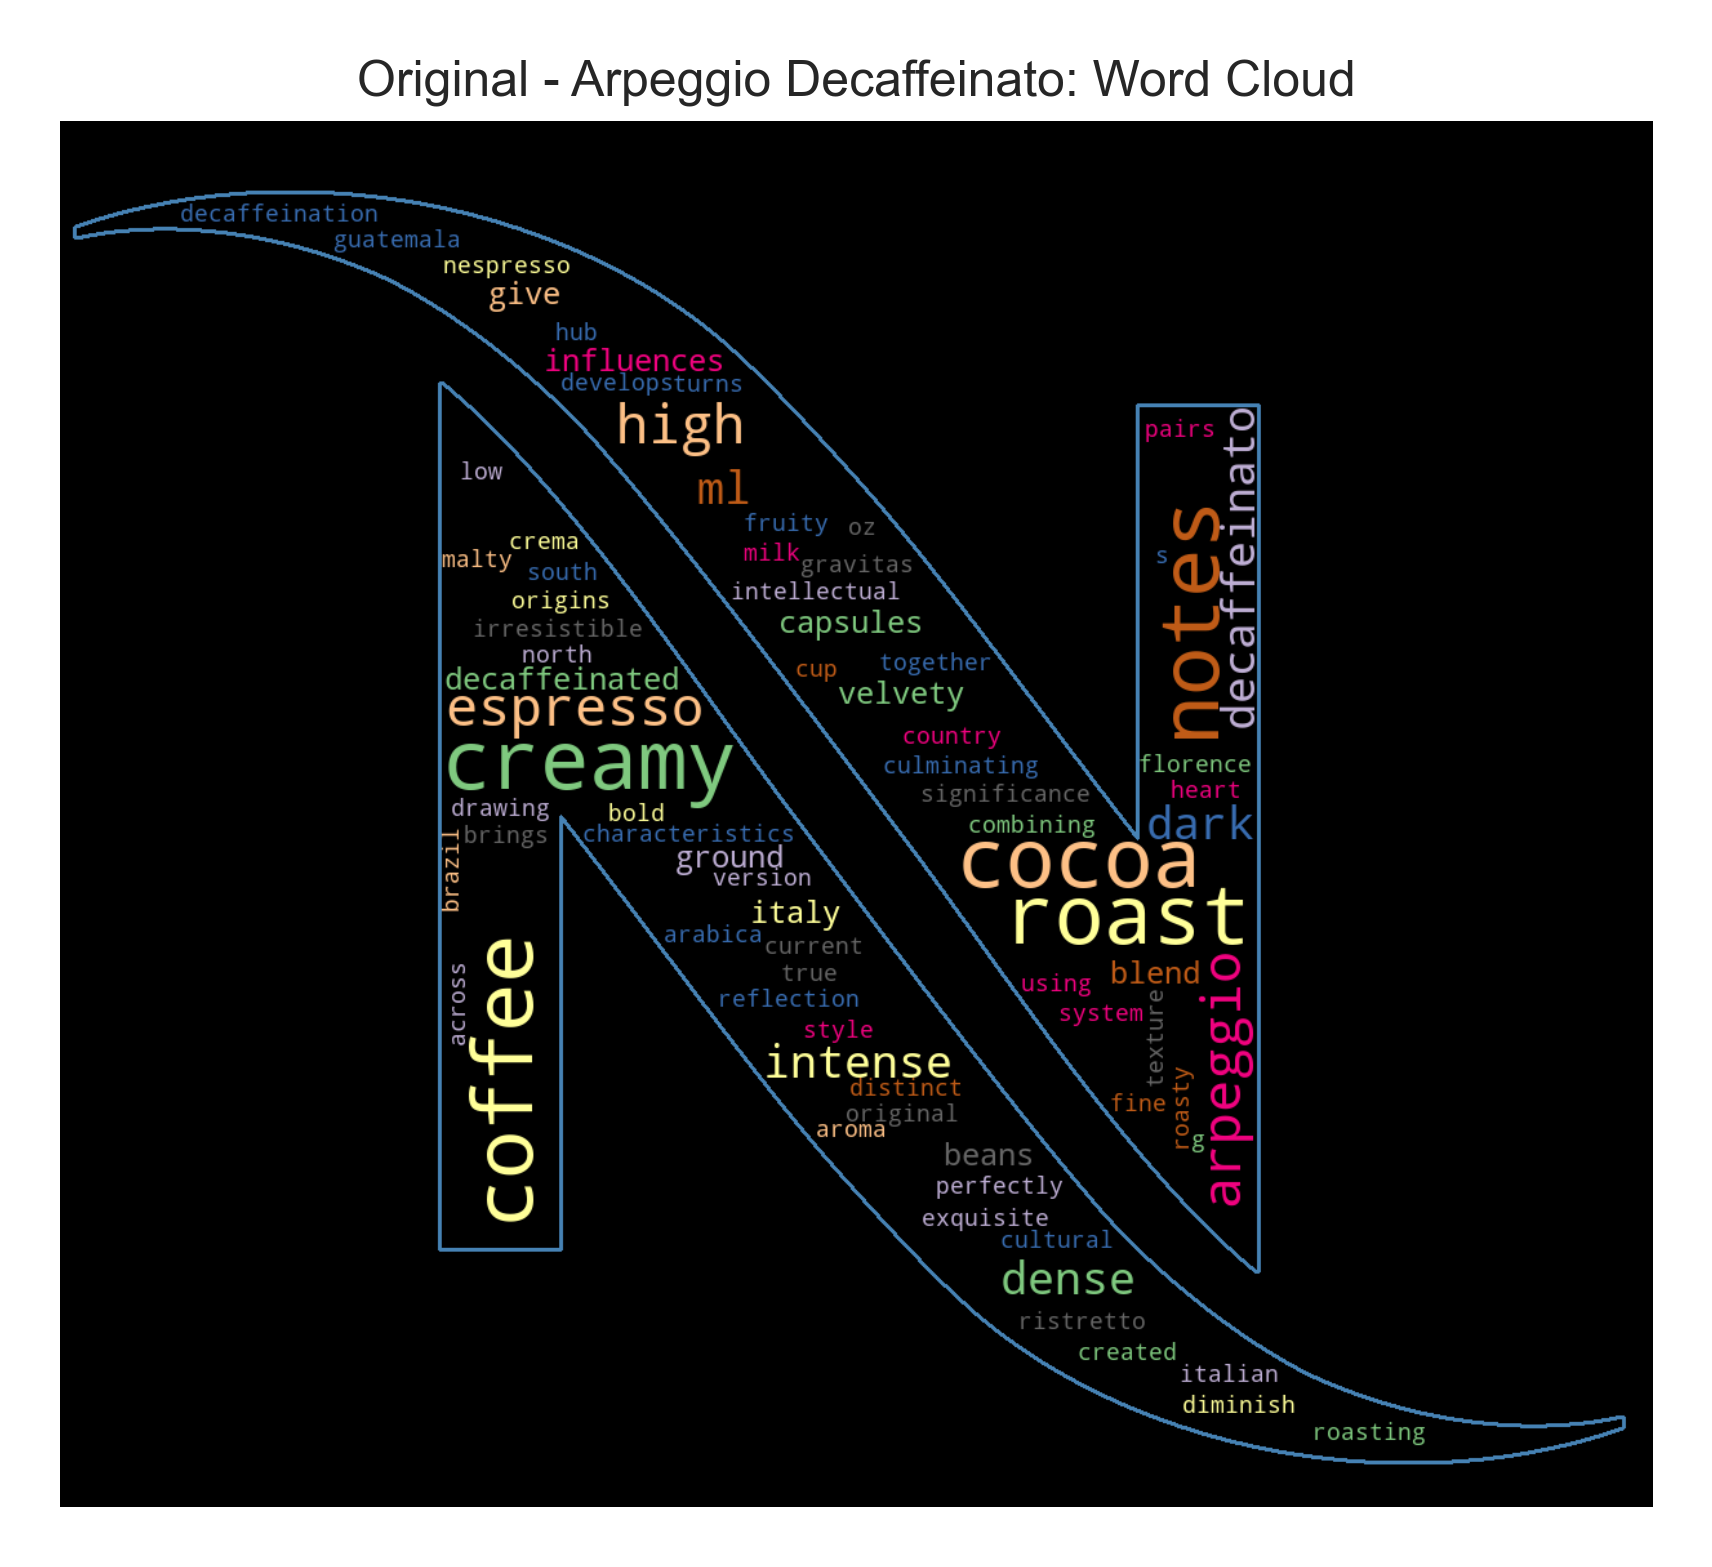 Original - Arpeggio Decaffeinato: Word Cloud
decaffeination
guatemala
nespresso
give
hub
influences
developsturns
high
ml
fruity
oz
milk
gravitas
intellectual
capsules
cup
together
velvety
country
culminating
significance
combining
cocoa
roast
dark
pairs
decaffeinato
notes
s
florence
heart
using
blend
system
texture
arpeggio
fine
roasty
g
low
crema
malty
south
origins
irresistible
north
decaffeinated
espresso
creamy
drawing
bold
brings
characteristics
brazil
ground
version
italy
arabica
current
across
coffee
true
reflection
style
intense
distinct
original
aroma
beans
perfectly
exquisite
cultural
dense
ristretto
created
italian
diminish
roasting